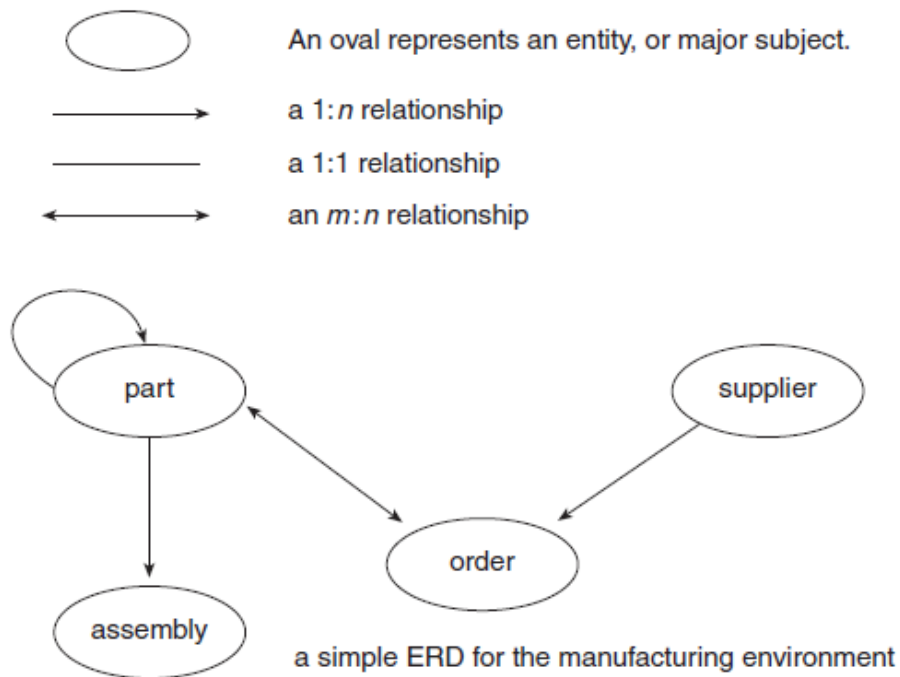 An oval represents an entity, or major subject.
a 1:n relationship
a 1:1 relationship
an m:n relationship
part
supplier
order
assembly
a simple ERD for the manufacturing environment